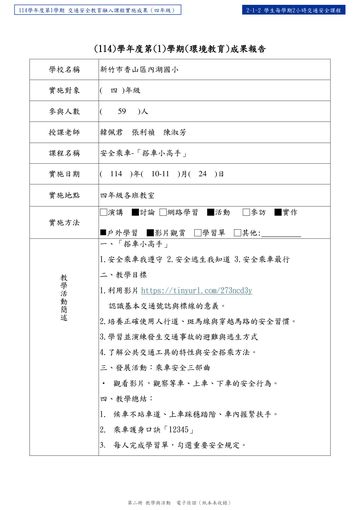 114學年度第1學期 交通安全教育融入課程實施成果（四年級）
2-1-2 學生每學期2小時交通安全課程
(114)學年度第(1)學期(環境教育)成果報告
學校名稱 新竹市香山區內湖國小
實施對象 ( 四 )年級
參與人數 ( 59 )人
授課老師 韓佩君 張利禎 陳淑芳
課程名稱 安全乘車-「搭車小高手」
實施日期 ( 114 )年( 10-11 )月( 24 )日
實施地點 四年級各班教室
實施方法 □演講 ■討論 □網路學習 ■活動 □參訪 ■實作
■戶外學習 ■影片觀賞 □學習單 □其他:
教學活動簡述
一、「搭車小高手」
1.安全乘車我遵守 2.安全逃生我知道 3.安全乘車最行
二、教學目標
1.利用影片https://tinyurl.com/273ncd3y
認識基本交通號誌與標線的意義。
2.培養正確使用人行道、斑馬線與穿越馬路的安全習慣。
3.學習並演練發生交通事故的避難與逃生方式
4.了解公共交通工具的特性與安全搭乘方法。
三、發展活動：乘車安全三部曲
• 觀看影片，觀察等車、上車、下車的安全行為。
四、教學總結：
1. 候車不站車道、上車踩穩踏階、車內握緊扶手。
2. 乘車護身口訣「12345」
3. 每人完成學習單，勾選重要安全規定。
第二冊 教學與活動 電子佐證（紙本未收錄）